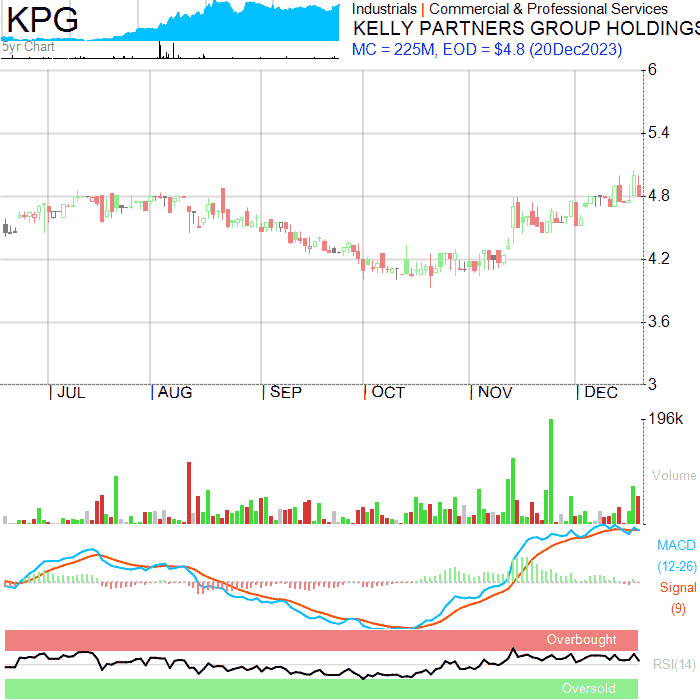 KPG
5yr Chart
Industrials | Commercial & Professional Services
KELLY PARTNERS GROUP HOLDINGS
MC = 225M, EOD = $4.8 (20Dec2023)
6
5.4
4.8
4.2
3.6
3
JUL AUG SEP OCT NOV DEC
196k
Volume
MACD
(12-26)
Signal
(9)
Overbought
RSI(14)
Oversold